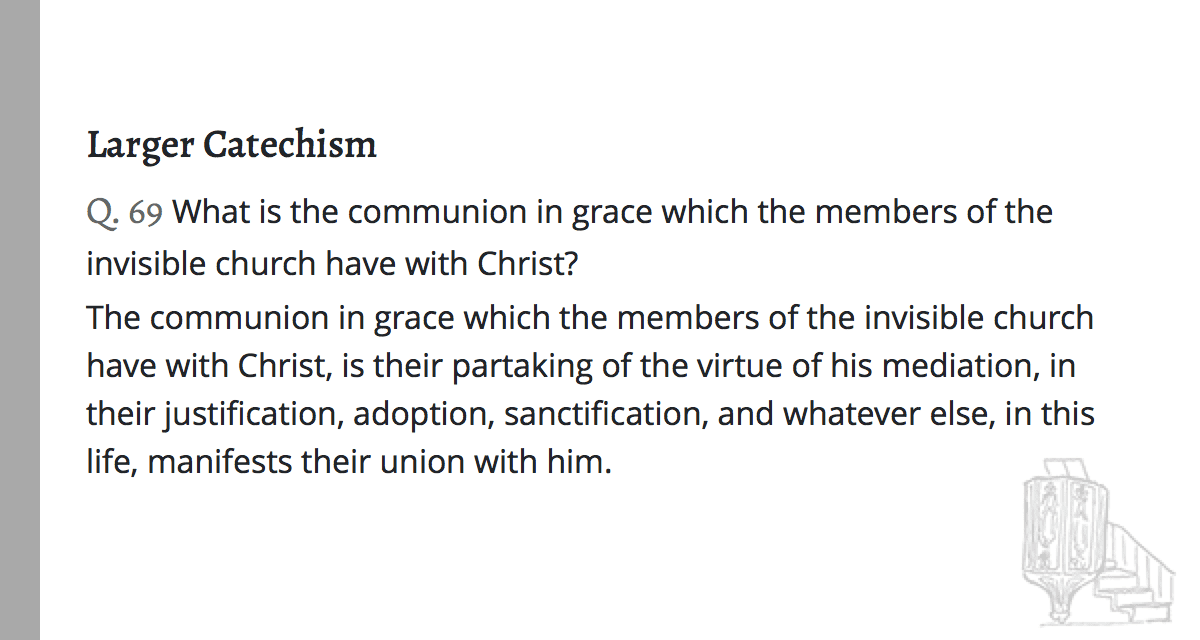 Larger Catechism
Q. 69 What is the communion in grace which the members of the
invisible church have with Christ?
The communion in grace which the members of the invisible church
have with Christ, is their partaking of the virtue of his mediation, in
their justification, adoption, sanctification, and whatever else, in this
life, manifests their union with him.